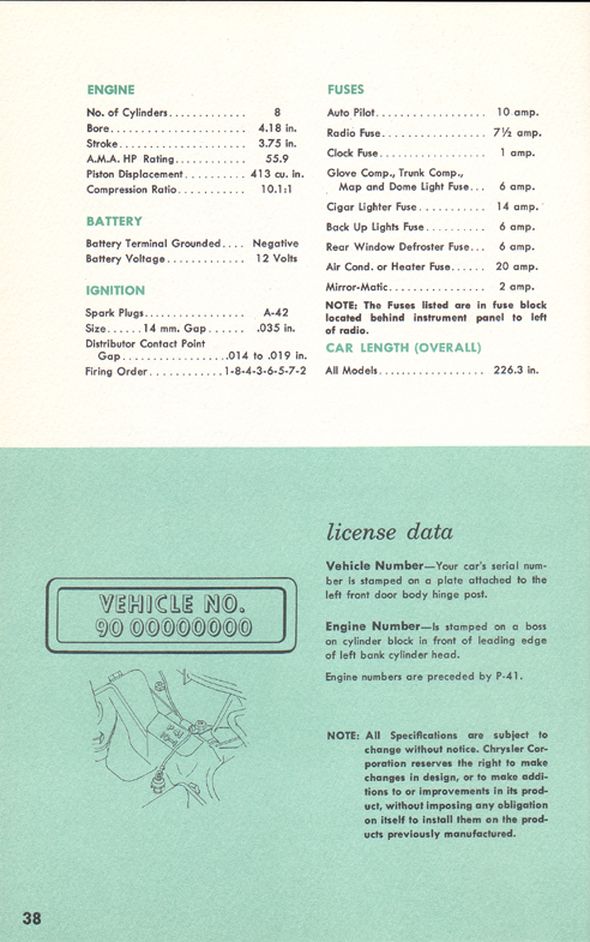 ENGINE
No. of Cylinders............. 8
Bore....................... 4.18 in.
Stroke..................... 3.75 in.
A.M.A. HP Rating............ 55.9
Piston Displacement.......... 413 cu. in.
Compression Ratio........... 10.1:1
BATTERY
Battery Terminal Grounded.... Negative
Battery Voltage............. 12 Volts
IGNITION
Spark Plugs................. A-42
Size......14 mm. Gap...... .035 in.
Distributor Contact Point
Gap..................014 to .019 in.
Firing Order............1-8-4-3-6-5-7-2
FUSES
Auto Pilot.................. 10 amp.
Radio Fuse................. 7½ amp.
Clock Fuse.................. 1 amp.
Glove Comp., Trunk Comp.,
Map and Dome Light Fuse... 6 amp.
Cigar Lighter Fuse........... 14 amp.
Back Up Lights Fuse.......... 6 amp.
Rear Window Defroster Fuse... 6 amp.
Air Cond. or Heater Fuse...... 20 amp.
Mirror-Matic................ 2 amp.
NOTE: The Fuses listed are in fuse block
located behind instrument panel to left
of radio.
CAR LENGTH (OVERALL)
All Models.................. 226.3 in.
license data
Vehicle Number—Your car's serial num-
ber is stamped on a plate attached to the
left front door body hinge post.
Engine Number—Is stamped on a boss
on cylinder block in front of leading edge
of left bank cylinder head.
Engine numbers are preceded by P-41.
VEHICLE NO.
90 00000000
NOTE: All Specifications are subject to
change without notice. Chrysler Cor-
poration reserves the right to make
changes in design, or to make addi-
tions to or improvements in its prod-
uct, without imposing any obligation
on itself to install them on the prod-
ucts previously manufactured.
38